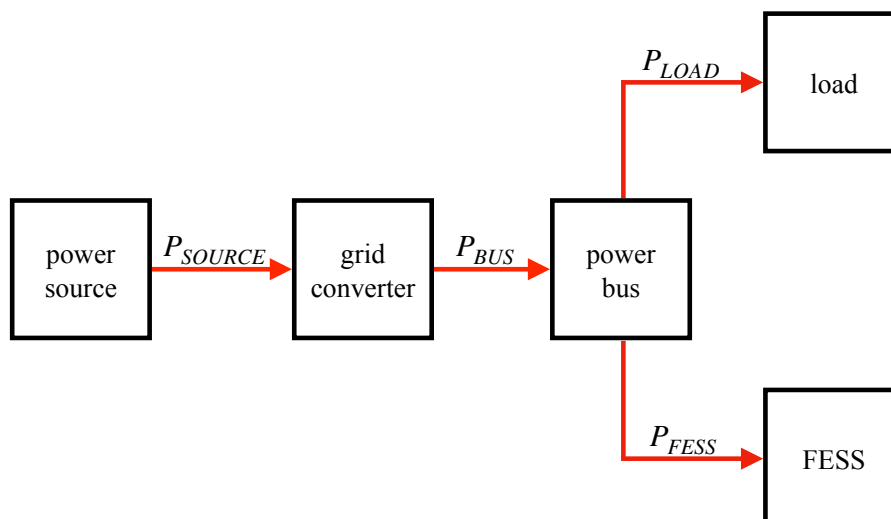 P_LOAD
load
power
source
P_SOURCE
grid
converter
P_BUS
power
bus
P_FESS
FESS